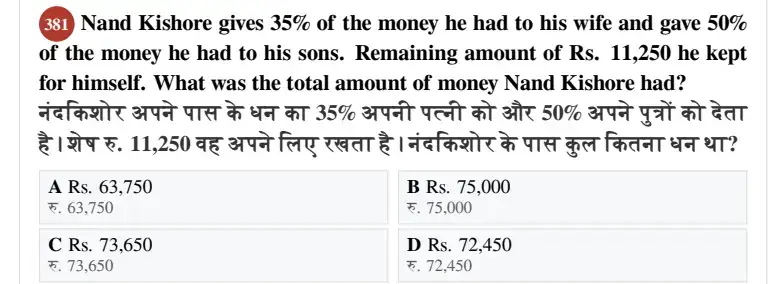 381 Nand Kishore gives 35% of the money he had to his wife and gave 50%
of the money he had to his sons. Remaining amount of Rs. 11,250 he kept
for himself. What was the total amount of money Nand Kishore had?
नंदकिशोर अपने पास के धन का 35% अपनी पत्नी को और 50% अपने पुत्रों को देता
है। शेष रु. 11,250 वह अपने लिए रखता है। नंदकिशोर के पास कुल कितना धन था?
A Rs. 63,750
रु. 63,750
B Rs. 75,000
रु. 75,000
C Rs. 73,650
रु. 73,650
D Rs. 72,450
रु. 72,450